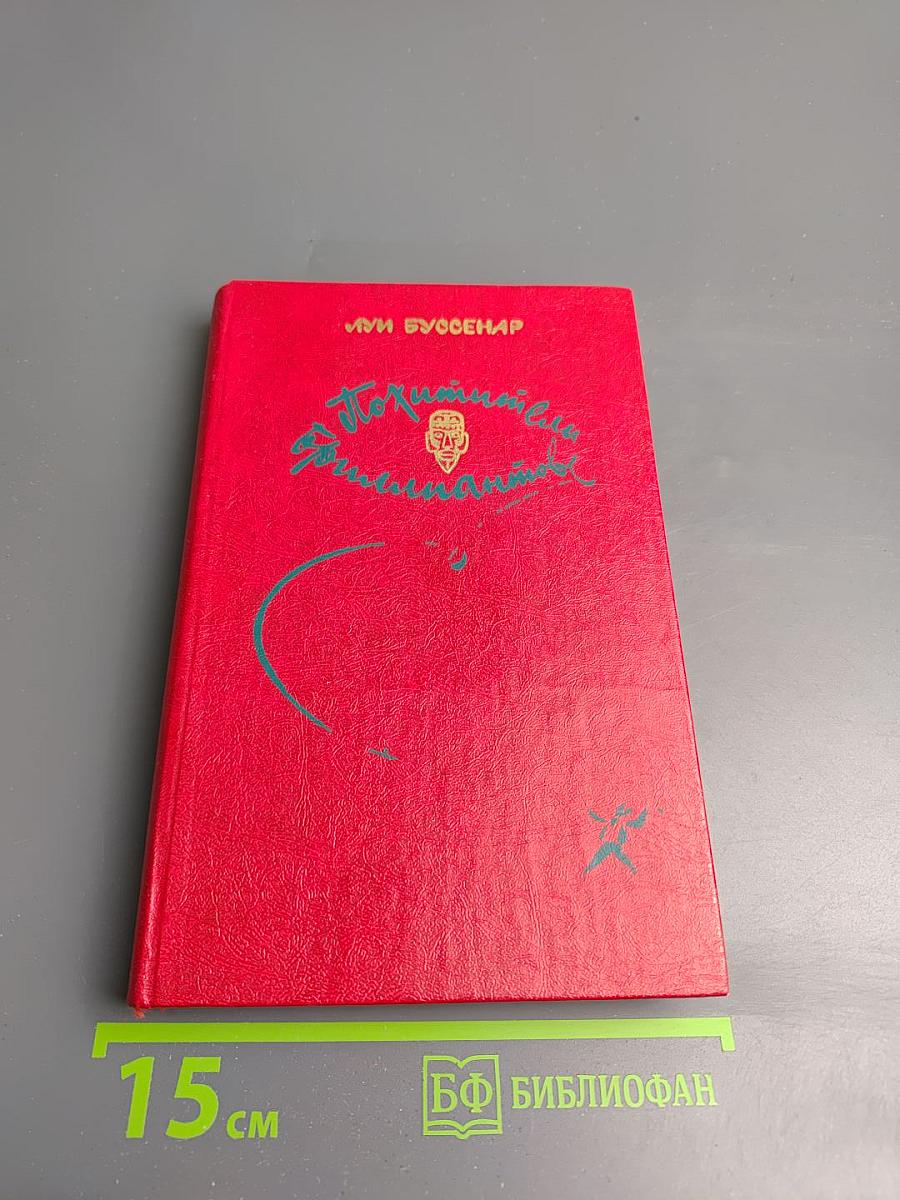 ЛУИ БУССЕНАР
Похитители
Бриллиантов
15 см
БФ БИБЛИОФАН